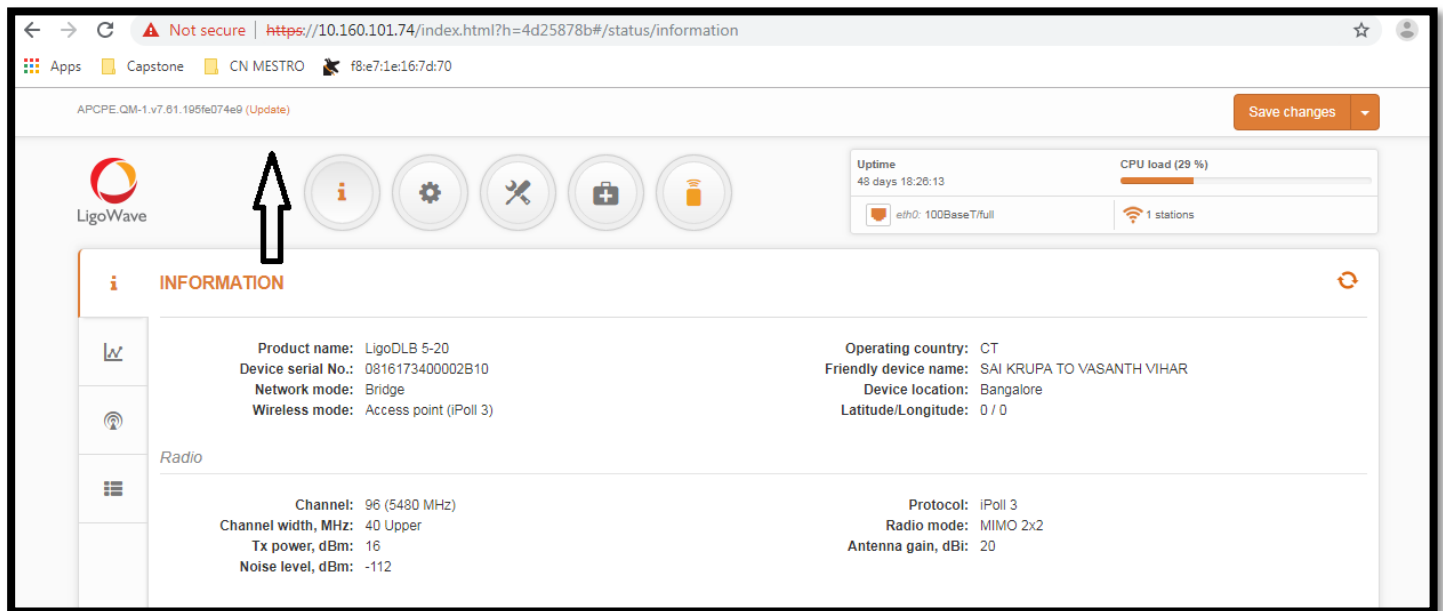 Not secure | https://10.160.101.74/index.html?h=4d25878b#/status/information
Apps Capstone CN MESTRO f8:e7:1e:16:7d:70
APCPE.QM-1.v7.61.195fe074e9 (Update)
Save changes
LigoWave
Uptime
48 days 18:26:13
CPU load (29 %)
eth0: 100BaseT/full
1 stations
INFORMATION
Product name: LigoDLB 5-20
Device serial No.: 0816173400002B10
Network mode: Bridge
Wireless mode: Access point (iPoll 3)
Operating country: CT
Friendly device name: SAI KRUPA TO VASANTH VIHAR
Device location: Bangalore
Latitude/Longitude: 0 / 0
Radio
Channel: 96 (5480 MHz)
Channel width, MHz: 40 Upper
Tx power, dBm: 16
Noise level, dBm: -112
Protocol: iPoll 3
Radio mode: MIMO 2x2
Antenna gain, dBi: 20